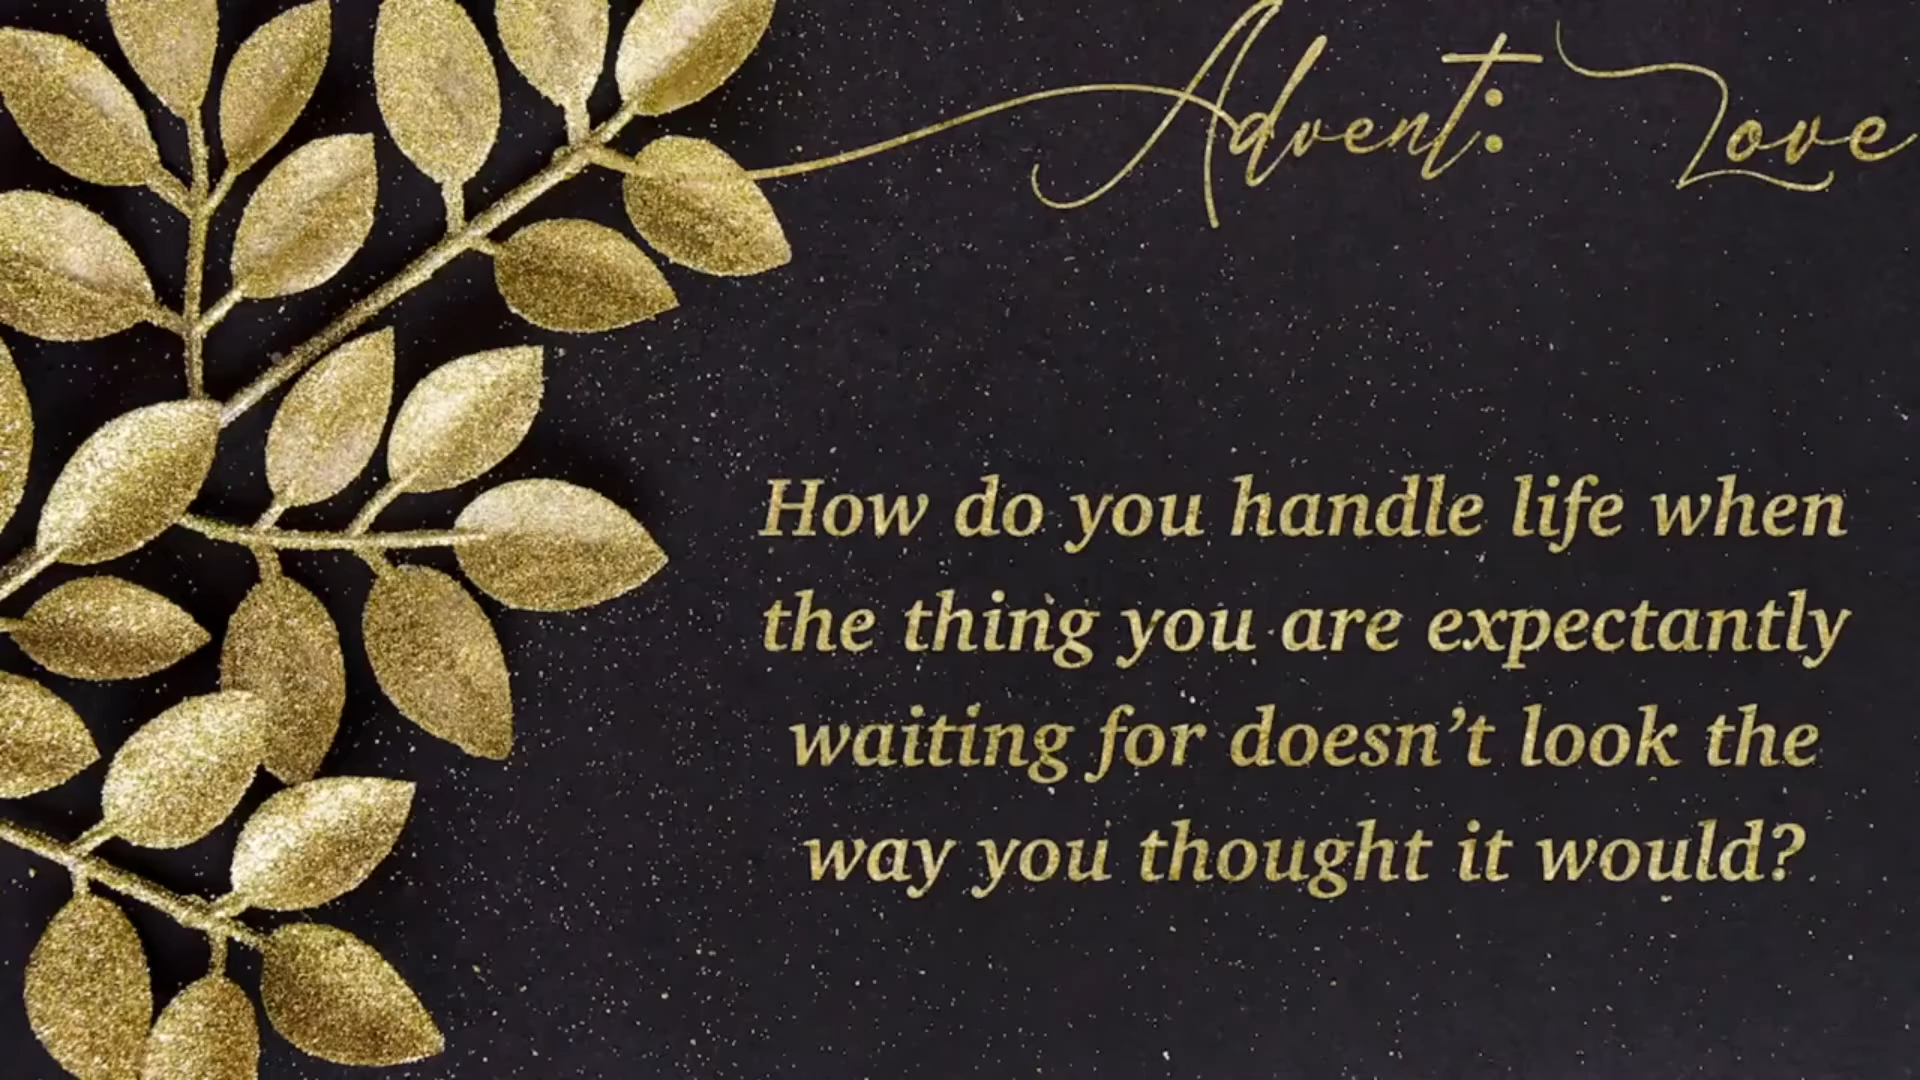 Advent: Love
How do you handle life when
the thing you are expectantly
waiting for doesn’t look the
way you thought it would?